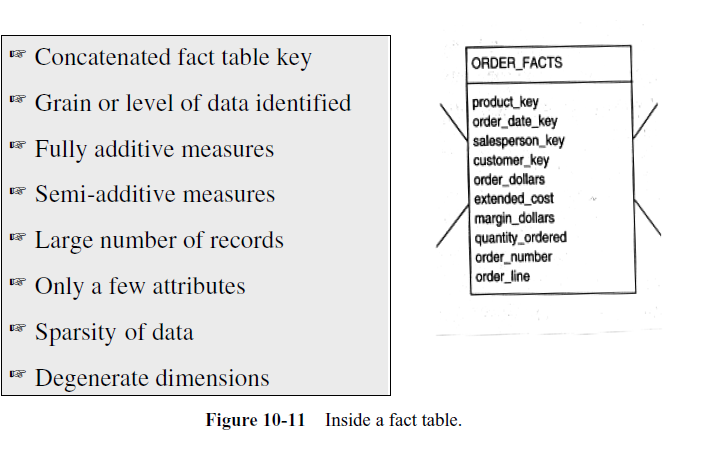 ☞ Concatenated fact table key
☞ Grain or level of data identified
☞ Fully additive measures
☞ Semi-additive measures
☞ Large number of records
☞ Only a few attributes
☞ Sparsity of data
☞ Degenerate dimensions
ORDER_FACTS
product_key
order_date_key
salesperson_key
customer_key
order_dollars
extended_cost
margin_dollars
quantity_ordered
order_number
order_line
Figure 10-11 Inside a fact table.